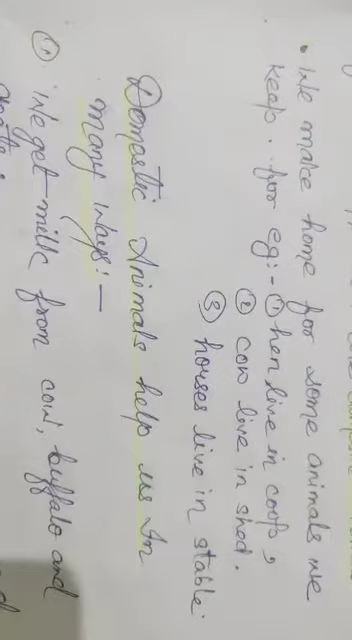 • We make home for some animals we
keep. for eg:- ① hen live in coops,
② cow live in shed.
③ houses live in stable.
Domestic Animals help us In
many ways:-
① We get milk from cow, buffalo and